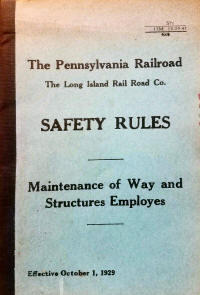 The Pennsylvania Railroad
The Long Island Rail Road Co.
SAFETY RULES
Maintenance of Way and
Structures Employes
Effective October 1, 1929